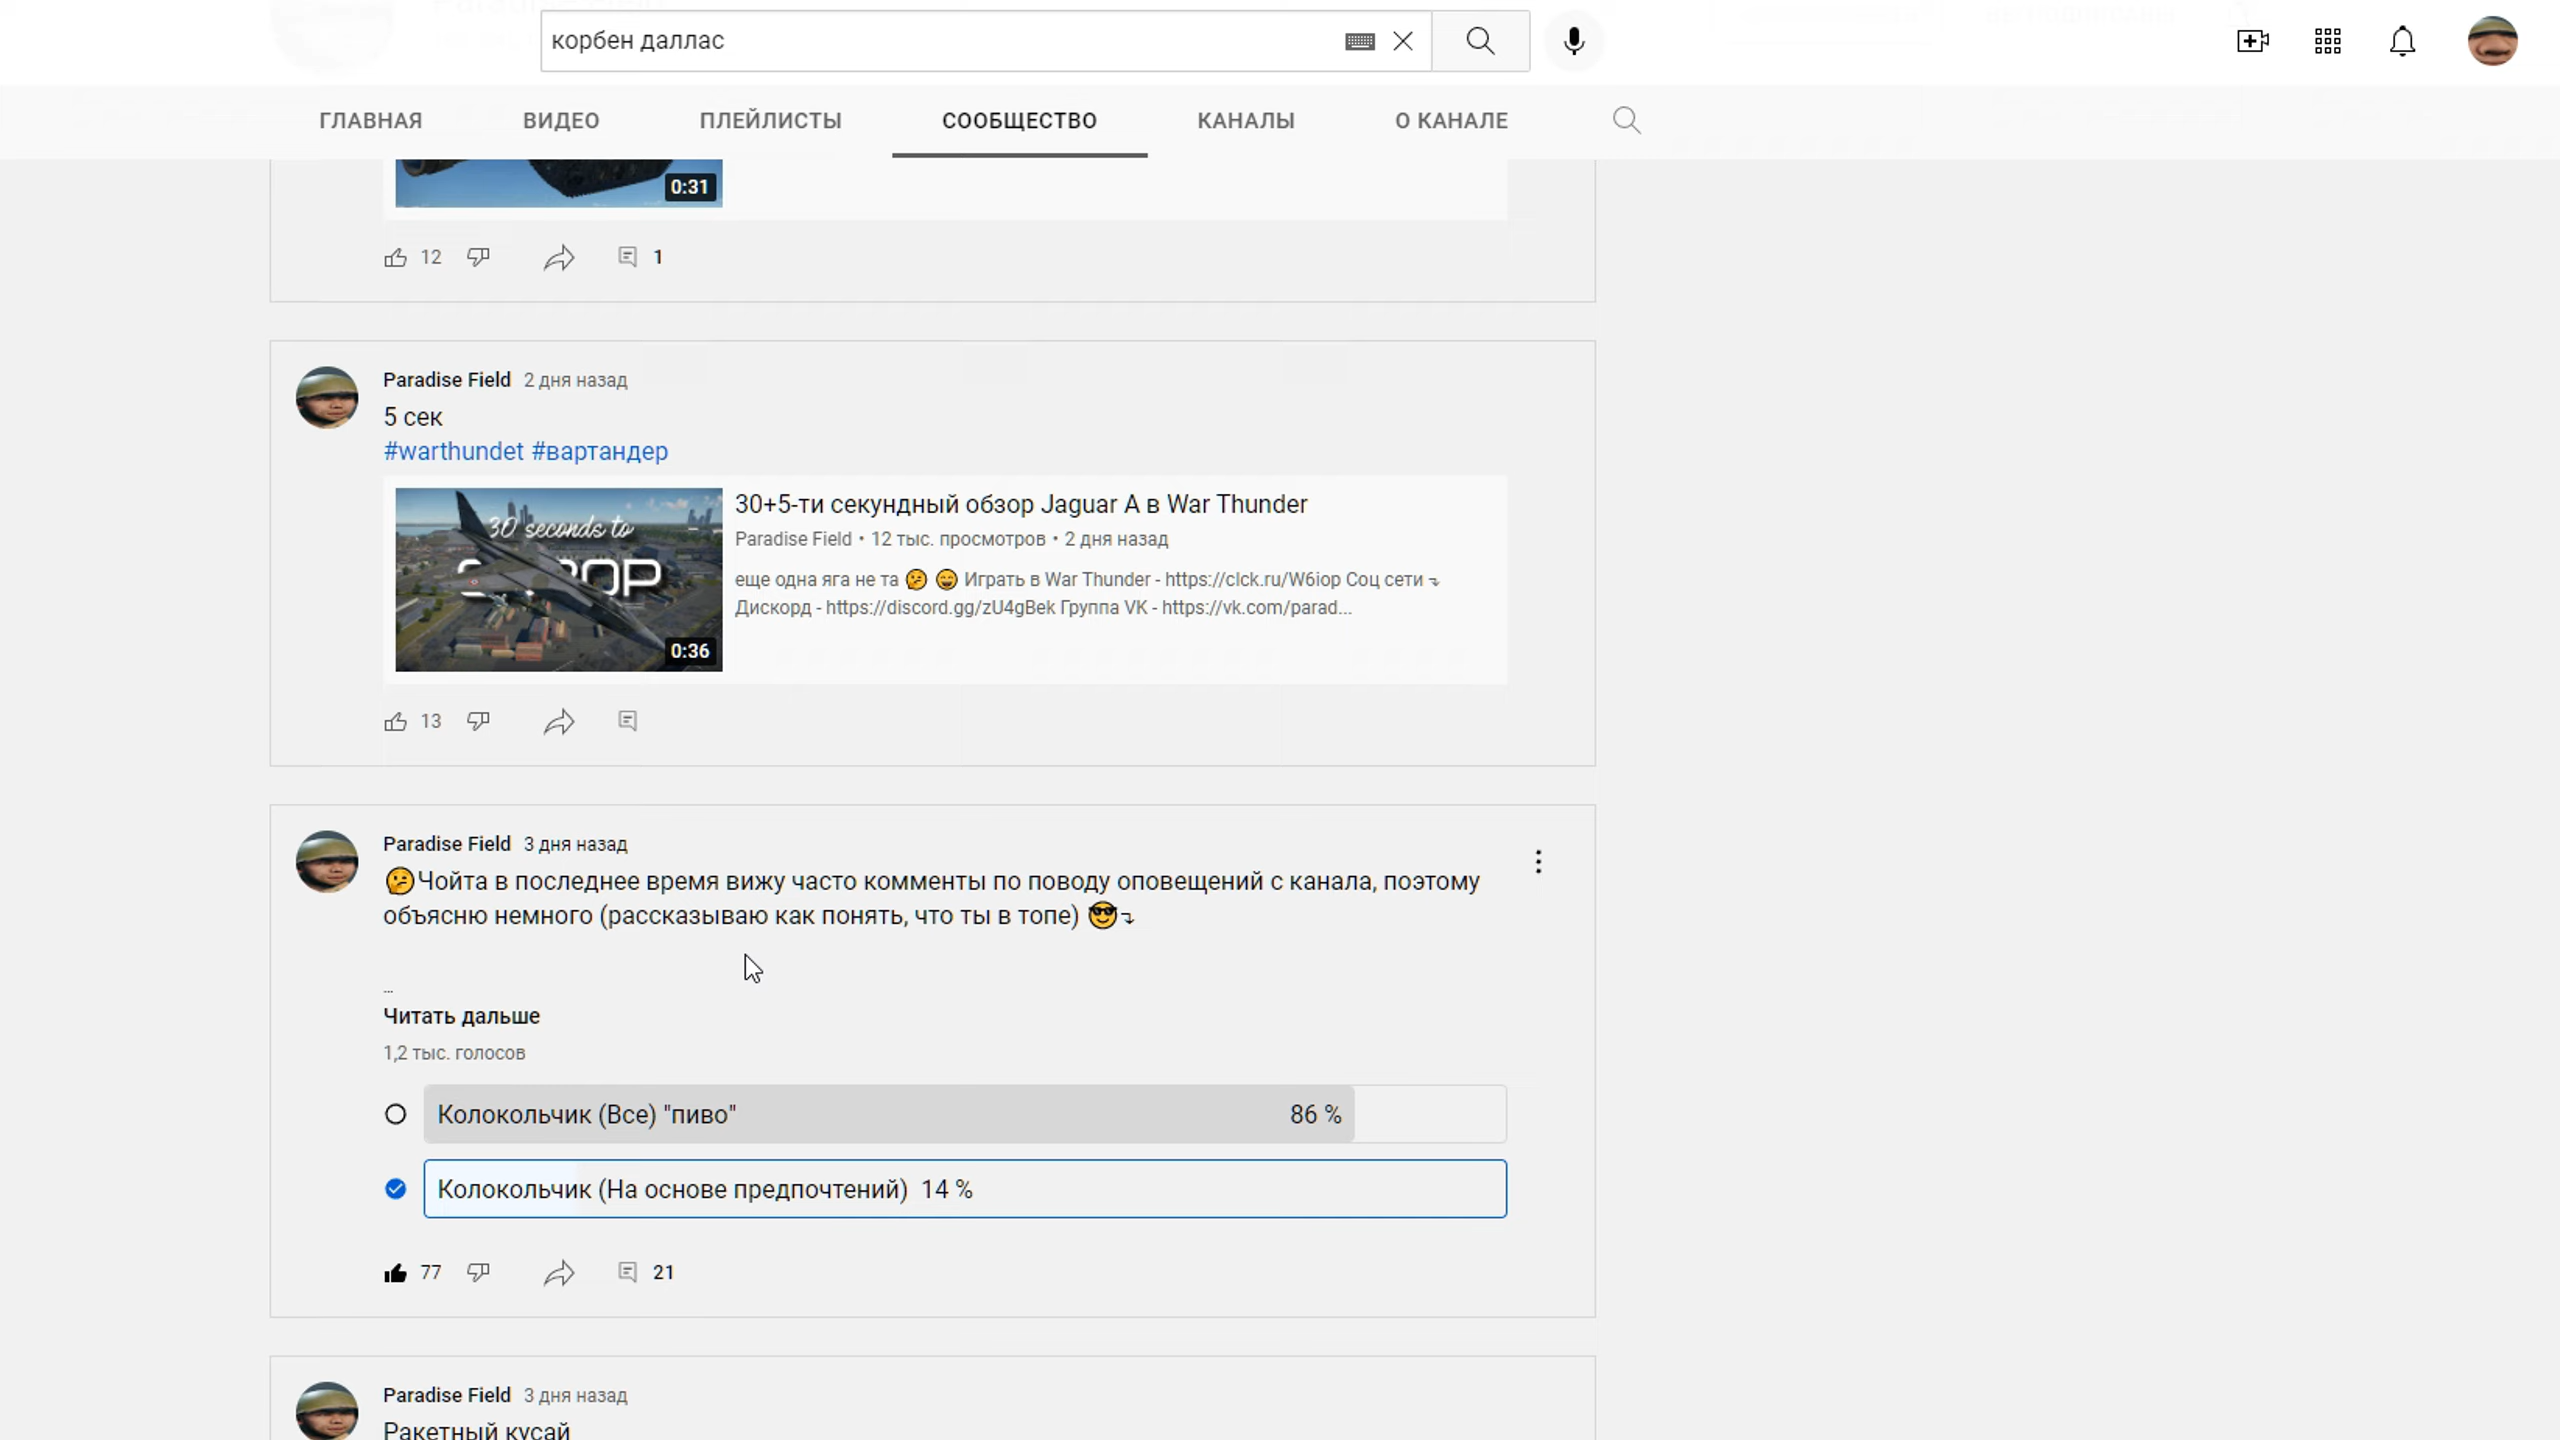 корбен даллас
ГЛАВНАЯ ВИДЕО ПЛЕЙЛИСТЫ СООБЩЕСТВО КАНАЛЫ О КАНАЛЕ
0:31
12 1
Paradise Field 2 дня назад
5 сек
#warthundet #вартандер
30 seconds to
0:36
30+5-ти секундный обзор Jaguar A в War Thunder
Paradise Field • 12 тыс. просмотров • 2 дня назад
еще одна яга не та 🤔 😄 Играть в War Thunder - https://clck.ru/W6iop Соц сети ⤵
Дискорд - https://discord.gg/zU4gBek Группа VK - https://vk.com/parad...
13
Paradise Field 3 дня назад
🤔Чойта в последнее время вижу часто комменты по поводу оповещений с канала, поэтому
объясню немного (рассказываю как понять, что ты в топе) 😎⤵
...
Читать дальше
1,2 тыс. голосов
Колокольчик (Все) "пиво" 86 %
Колокольчик (На основе предпочтений) 14 %
77 21
Paradise Field 3 дня назад
Ракетный кусай